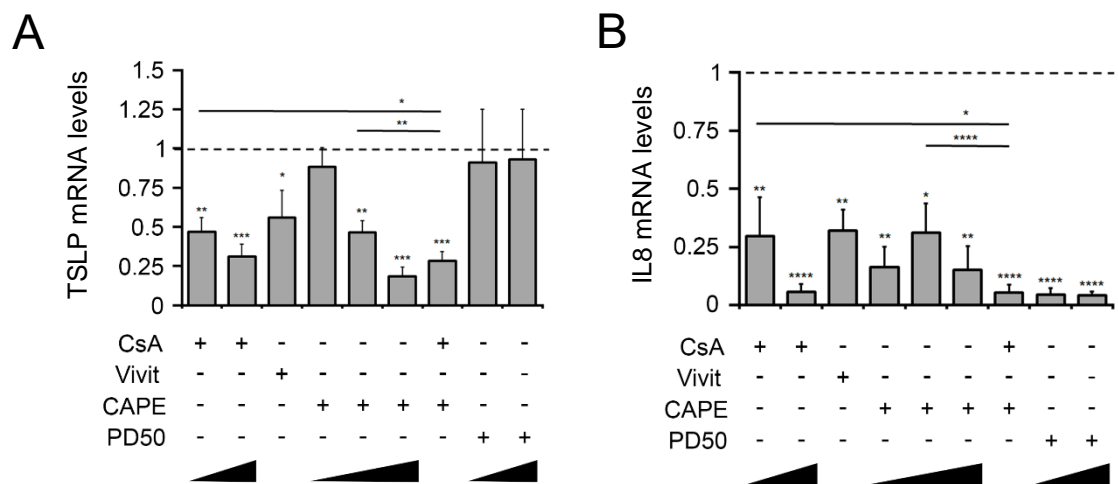 A
TSLP mRNA levels
1.5
1.25
1
0.75
0.5
0.25
0
*
**
** *** * ** *** ***
CsA + + - - - - + - -
Vivit - - + - - - - - -
CAPE - - - + + + + - -
PD50 - - - - - - - + +
B
IL8 mRNA levels
1
0.75
0.5
0.25
0
*
****
** **** ** ** * ** **** **** ****
CsA + + - - - - + - -
Vivit - - + - - - - - -
CAPE - - - + + + + - -
PD50 - - - - - - - + +